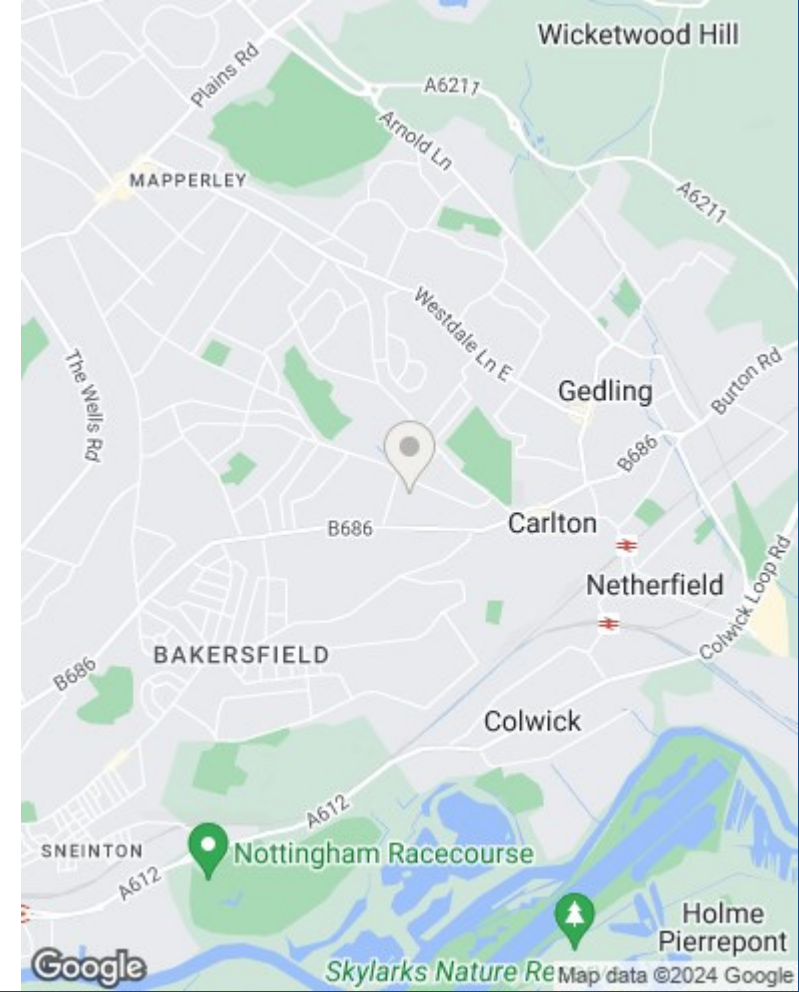 Wicketwood Hill
Plains Rd
A6211
Arnold Ln
MAPPERLEY
A6211
Westdale Ln E
The Wells Rd
Gedling
Burton Rd
B686
B686
Carlton
Netherfield
Colwick Loop Rd
BAKERSFIELD
B686
Colwick
A612
SNEINTON
Nottingham Racecourse
A612
Holme
Pierrepont
Google
Skylarks Nature Re
Map data ©2024 Google